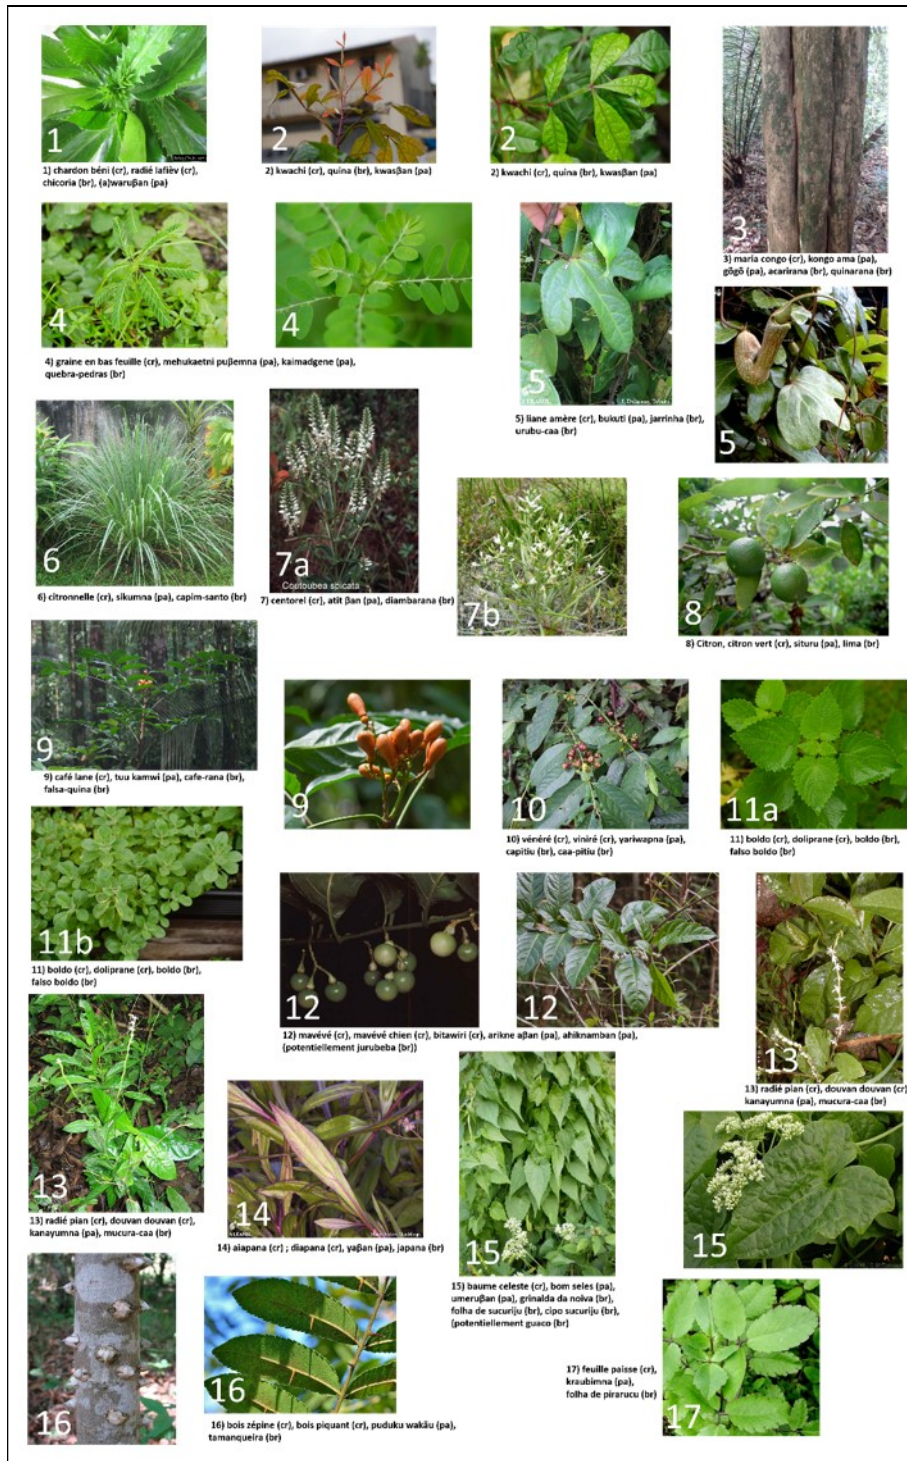 1
2
2
3
1) chardon béni (cr), radié lafièv (cr),
chicoria (br), (a)waruβan (pa)
2) kwachi (cr), quina (br), kwasβan (pa)
2) kwachi (cr), quina (br), kwasβan (pa)
3) maria congo (cr), kongo ama (pa),
gõgõ (pa), acarirana (br), quinarana (br)
4
4
5
5
4) graine en bas feuille (cr), mehukaetni puβemna (pa), kaimadgene (pa),
quebra-pedras (br)
5) liane amère (cr), bukuti (pa), jarrinha (br),
urubu-caa (br)
6
7a
Coutoubea spicata
7b
8
6) citronnelle (cr), sikumna (pa), capim-santo (br)
7) centorel (cr), atit βan (pa), diambarana (br)
8) Citron, citron vert (cr), situru (pa), lima (br)
9
9
10
11a
9) café lane (cr), tuu kamwi (pa), cafe-rana (br),
falsa-quina (br)
10) vénéré (cr), viniré (cr), yariwapna (pa),
capitiu (br), caa-pitiu (br)
11) boldo (cr), doliprane (cr), boldo (br),
falso boldo (br)
11b
12
12
13
11) boldo (cr), doliprane (cr), boldo (br),
falso boldo (br)
12) mavévé (cr), mavévé chien (cr), bitawiri (cr), arikne aβan (pa), ahiknamban (pa),
(potentiellement jurubeba (br))
13) radié pian (cr), douvan douvan (cr)
kanayumna (pa), mucura-caa (br)
13
14
15
15
13) radié pian (cr), douvan douvan (cr),
kanayumna (pa), mucura-caa (br)
14) aiapana (cr) ; diapana (cr), yaβan (pa), japana (br)
15) baume celeste (cr), bom seles (pa),
umeruβan (pa), grinalda da noiva (br),
folha de sucuriju (br), cipo sucuriju (br),
(potentiellement guaco (br)
16
16
17
16) bois zépine (cr), bois piquant (cr), puduku wakãu (pa),
tamanqueira (br)
17) feuille paisse (cr),
kraubimna (pa),
folha de pirarucu (br)